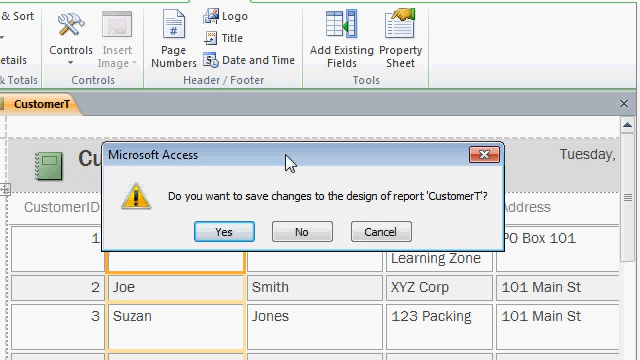 & Sort
etails
& Totals
Controls
Insert
Image
Controls
Page
Numbers
Logo
Title
Date and Time
Header / Footer
Add Existing
Fields
Property
Sheet
Tools
CustomerT
Cu
Tuesday,
Microsoft Access
Do you want to save changes to the design of report 'CustomerT'?
Yes No Cancel
CustomerID
Address
1
Learning Zone
PO Box 101
2 Joe Smith XYZ Corp 101 Main St
3 Suzan Jones 123 Packing 101 Main St